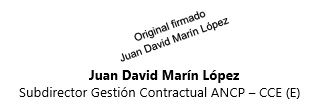 Original firmado
Juan David Marín López
Juan David Marín López
Subdirector Gestión Contractual ANCP – CCE (E)